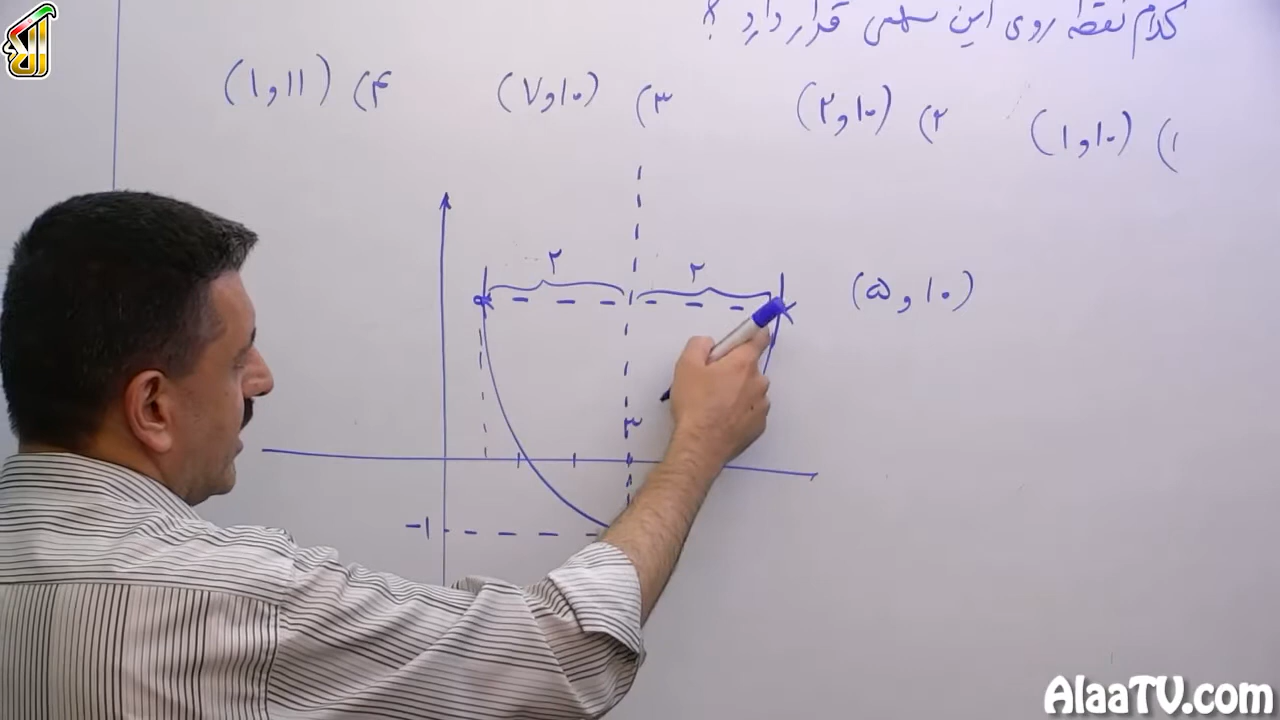 کدام نقطه روی این سهمی قرار دارد ؟
۱) (۱ و ۱۰) ۲) (۲ و ۱۰) ۳) (۷ و ۱۰) ۴) (۱ و ۱۱)
۲ ۲
(۵ و ۱۰)
۳
-۱
آلاء
AlaaTV.com